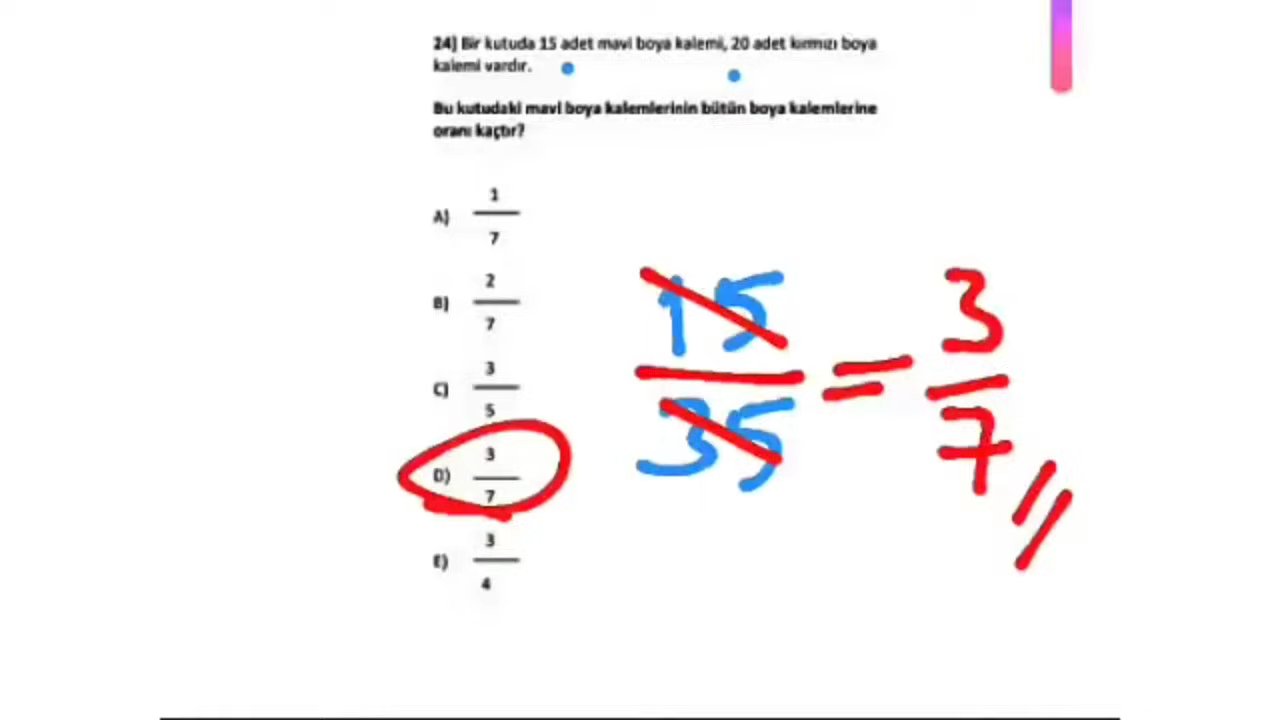 24) Bir kutuda 15 adet mavi boya kalemi, 20 adet kırmızı boya
kalemi vardır.
Bu kutudaki mavi boya kalemlerinin bütün boya kalemlerine
oranı kaçtır?
A) 1
7
B) 2
7
C) 3
5
D) 3
7
E) 3
4
15
35
=
3
7